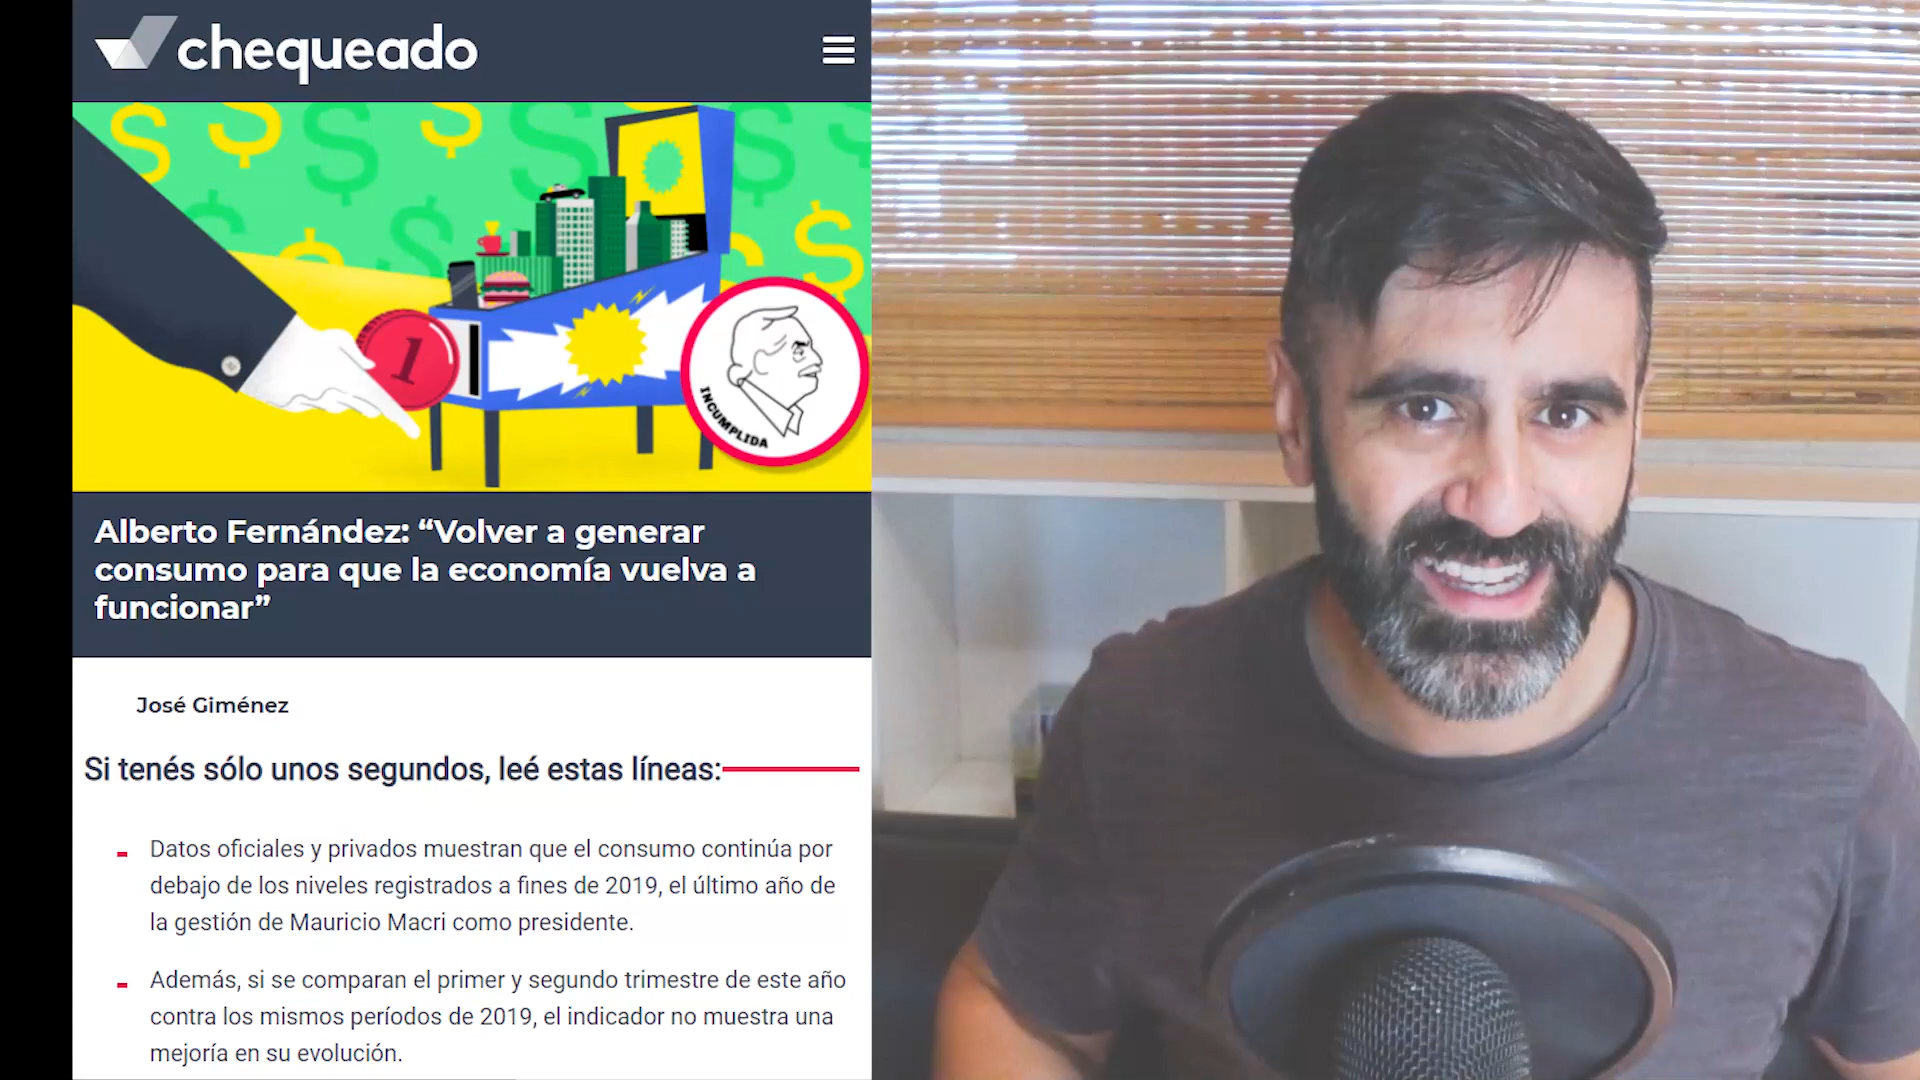 chequeado
1
INCUMPLIDA
Alberto Fernández: “Volver a generar
consumo para que la economía vuelva a
funcionar”
José Giménez
Si tenés sólo unos segundos, leé estas líneas:
Datos oficiales y privados muestran que el consumo continúa por
debajo de los niveles registrados a fines de 2019, el último año de
la gestión de Mauricio Macri como presidente.
Además, si se comparan el primer y segundo trimestre de este año
contra los mismos períodos de 2019, el indicador no muestra una
mejoría en su evolución.